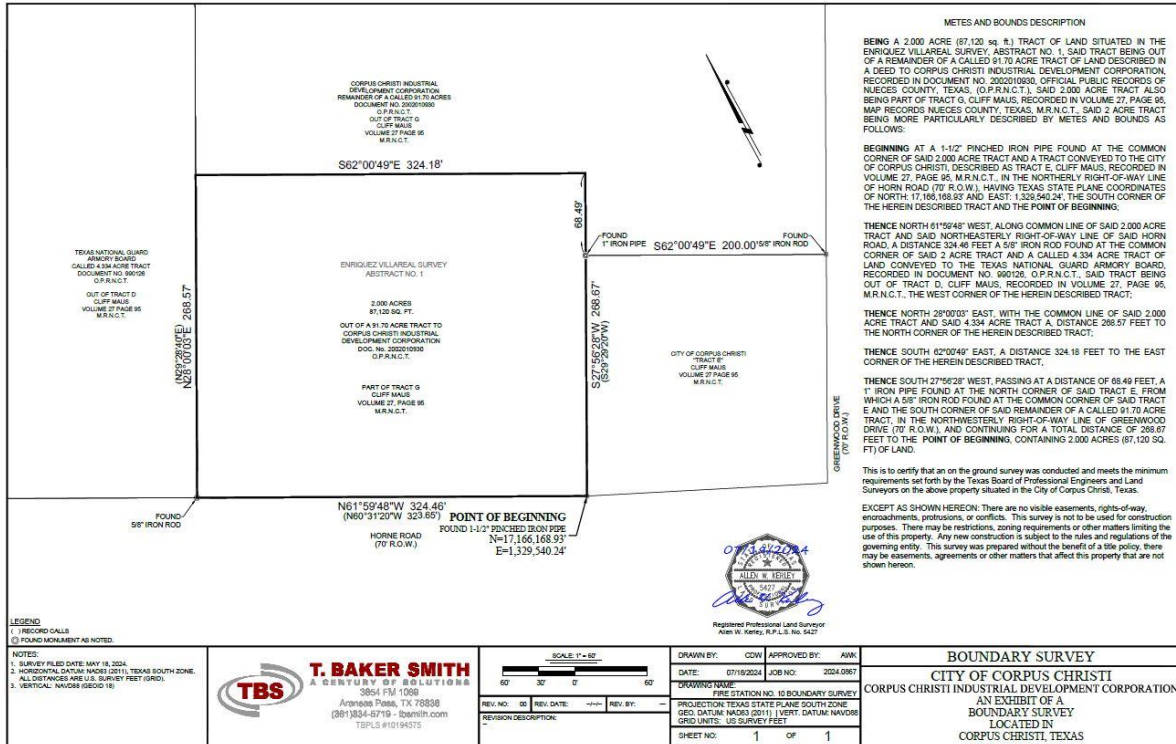 CORPUS CHRISTI INDUSTRIAL
DEVELOPMENT CORPORATION
REMAINDER OF A CALLED 91.70 ACRES
DOCUMENT NO. 2002010930
O.P.R.N.C.T.
OUT OF TRACT G
CLIFF MAUS
VOLUME 27 PAGE 95
M.R.N.C.T.
S62°00'49"E 324.18'
68.49'
FOUND
1" IRON PIPE
S62°00'49"E 200.00'
FOUND
5/8" IRON ROD
TEXAS NATIONAL GUARD
ARMORY BOARD
CALLED 4.334 ACRE TRACT
DOCUMENT NO. 990126
O.P.R.N.C.T.
OUT OF TRACT D
CLIFF MAUS
VOLUME 27 PAGE 95
M.R.N.C.T.
(N29°28'40"E)
N28°00'03"E 268.57
ENRIQUEZ VILLAREAL SURVEY
ABSTRACT NO. 1
2.000 ACRES
87,120 SQ. FT.
OUT OF A 91.70 ACRE TRACT TO
CORPUS CHRISTI INDUSTRIAL
DEVELOPMENT CORPORATION
DOC. No. 2002010930
O.P.R.N.C.T.
PART OF TRACT G
CLIFF MAUS
VOLUME 27, PAGE 95
M.R.N.C.T.
S27°56'28"W 268.67'
(S29°29'20"W)
CITY OF CORPUS CHRISTI
"TRACT E"
CLIFF MAUS
VOLUME 27 PAGE 95
M.R.N.C.T.
GREENWOOD DRIVE
(70' R.O.W.)
FOUND
5/8" IRON ROD
N61°59'48"W 324.46'
(N60°31'20"W 323.65')
HORNE ROAD
(70' R.O.W.)
POINT OF BEGINNING
FOUND 1-1/2" PINCHED IRON PIPE
N=17,166,168.93'
E=1,329,540.24'
METES AND BOUNDS DESCRIPTION
BEING A 2.000 ACRE (87,120 sq. ft.) TRACT OF LAND SITUATED IN THE
ENRIQUEZ VILLAREAL SURVEY, ABSTRACT NO. 1, SAID TRACT BEING OUT
OF A REMAINDER OF A CALLED 91.70 ACRE TRACT OF LAND DESCRIBED IN
A DEED TO CORPUS CHRISTI INDUSTRIAL DEVELOPMENT CORPORATION,
RECORDED IN DOCUMENT NO. 2002010930, OFFICIAL PUBLIC RECORDS OF
NUECES COUNTY, TEXAS, (O.P.R.N.C.T.), SAID 2.000 ACRE TRACT ALSO
BEING PART OF TRACT G, CLIFF MAUS, RECORDED IN VOLUME 27, PAGE 95,
MAP RECORDS NUECES COUNTY, TEXAS, M.R.N.C.T., SAID 2 ACRE TRACT
BEING MORE PARTICULARLY DESCRIBED BY METES AND BOUNDS AS
FOLLOWS:
BEGINNING AT A 1-1/2" PINCHED IRON PIPE FOUND AT THE COMMON
CORNER OF SAID 2.000 ACRE TRACT AND A TRACT CONVEYED TO THE CITY
OF CORPUS CHRISTI, DESCRIBED AS TRACT E, CLIFF MAUS, RECORDED IN
VOLUME 27, PAGE 95, M.R.N.C.T., IN THE NORTHERLY RIGHT-OF-WAY LINE
OF HORN ROAD (70' R.O.W.), HAVING TEXAS STATE PLANE COORDINATES
OF NORTH: 17,166,168.93' AND EAST: 1,329,540.24', THE SOUTH CORNER OF
THE HEREIN DESCRIBED TRACT AND THE POINT OF BEGINNING;
THENCE NORTH 61°59'48" WEST, ALONG COMMON LINE OF SAID 2.000 ACRE
TRACT AND SAID NORTHEASTERLY RIGHT-OF-WAY LINE OF SAID HORN
ROAD, A DISTANCE 324.46 FEET A 5/8" IRON ROD FOUND AT THE COMMON
CORNER OF SAID 2 ACRE TRACT AND A CALLED 4.334 ACRE TRACT OF
LAND CONVEYED TO THE TEXAS NATIONAL GUARD ARMORY BOARD,
RECORDED IN DOCUMENT NO. 990126, O.P.R.N.C.T., SAID TRACT BEING
OUT OF TRACT D, CLIFF MAUS, RECORDED IN VOLUME 27, PAGE 95,
M.R.N.C.T., THE WEST CORNER OF THE HEREIN DESCRIBED TRACT;
THENCE NORTH 28°00'03" EAST, WITH THE COMMON LINE OF SAID 2.000
ACRE TRACT AND SAID 4.334 ACRE TRACT A, DISTANCE 268.57 FEET TO
THE NORTH CORNER OF THE HEREIN DESCRIBED TRACT;
THENCE SOUTH 62°00'49" EAST, A DISTANCE 324.18 FEET TO THE EAST
CORNER OF THE HEREIN DESCRIBED TRACT,
THENCE SOUTH 27°56'28" WEST, PASSING AT A DISTANCE OF 68.49 FEET, A
1" IRON PIPE FOUND AT THE NORTH CORNER OF SAID TRACT E, FROM
WHICH A 5/8" IRON ROD FOUND AT THE COMMON CORNER OF SAID TRACT
E AND THE SOUTH CORNER OF SAID REMAINDER OF A CALLED 91.70 ACRE
TRACT, IN THE NORTHWESTERLY RIGHT-OF-WAY LINE OF GREENWOOD
DRIVE (70' R.O.W.), AND CONTINUING FOR A TOTAL DISTANCE OF 268.67
FEET TO THE POINT OF BEGINNING, CONTAINING 2.000 ACRES (87,120 SQ.
FT) OF LAND.
This is to certify that an on the ground survey was conducted and meets the minimum
requirements set forth by the Texas Board of Professional Engineers and Land
Surveyors on the above property situated in the City of Corpus Christi, Texas.
EXCEPT AS SHOWN HEREON: There are no visible easements, rights-of-way,
encroachments, protrusions, or conflicts. This survey is not to be used for construction
purposes. There may be restrictions, zoning requirements or other matters limiting the
use of this property. Any new construction is subject to the rules and regulations of the
governing entity. This survey was prepared without the benefit of a title policy, there
may be easements, agreements or other matters that affect this property that are not
shown hereon.
ALLEN W. KERLEY
5427
Registered Professional Land Surveyor
Allen W. Kerley, R.P.L.S. No. 5427
LEGEND
( ) RECORD CALLS
FOUND MONUMENT AS NOTED.
NOTES:
1. SURVEY FILED DATE: MAY 18, 2024.
2. HORIZONTAL DATUM: NAD83 (2011), TEXAS SOUTH ZONE.
ALL DISTANCES ARE U.S. SURVEY FEET (GRID).
3. VERTICAL: NAVD88 (GEOID 18)
TBS
T. BAKER SMITH
A CENTURY OF SOLUTIONS
3854 FM 1069
Aransas Pass, TX 78336
(361)834-5719 - tbsmith.com
TBPLS #10194575
SCALE: 1" = 60'
60' 30' 0' 60'
REV. NO: 00 REV. DATE: --/--/-- REV. BY: --
REVISION DESCRIPTION:
--
DRAWN BY: CDW APPROVED BY: AWK
DATE: 07/18/2024 JOB NO: 2024.0867
DRAWING NAME:
FIRE STATION NO. 10 BOUNDARY SURVEY
PROJECTION: TEXAS STATE PLANE SOUTH ZONE
GEO. DATUM: NAD83 (2011) | VERT. DATUM: NAVD88
GRID UNITS: US SURVEY FEET
SHEET NO: 1 OF 1
BOUNDARY SURVEY
CITY OF CORPUS CHRISTI
CORPUS CHRISTI INDUSTRIAL DEVELOPMENT CORPORATION
AN EXHIBIT OF A
BOUNDARY SURVEY
LOCATED IN
CORPUS CHRISTI, TEXAS